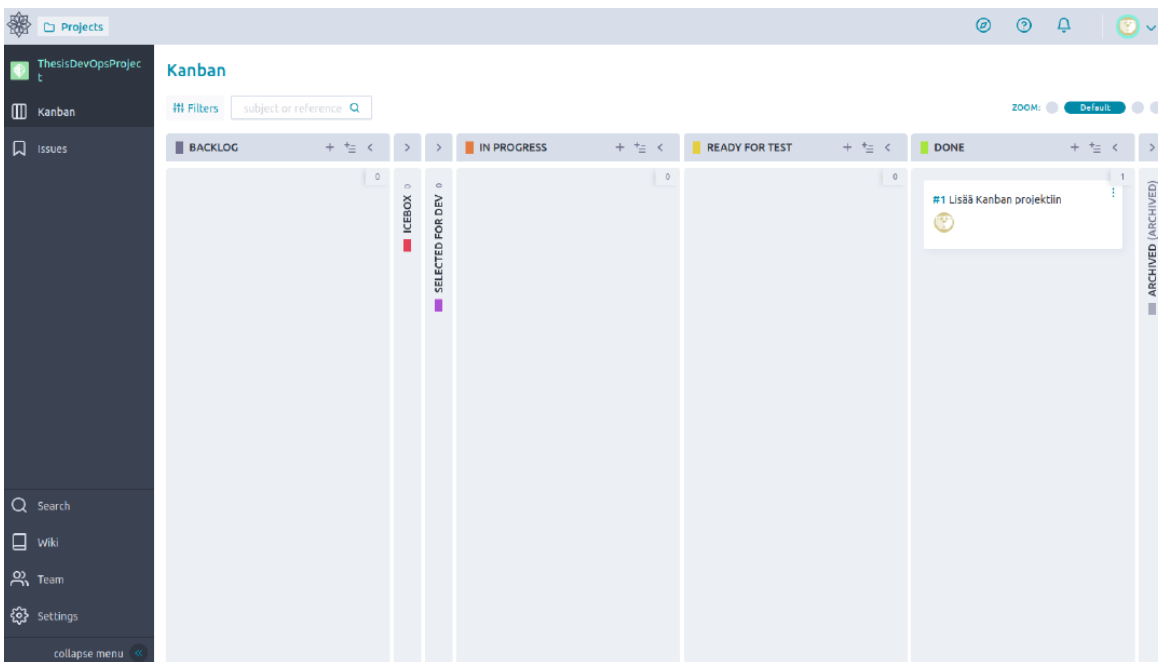 Projects
ThesisDevOpsProjec
t
Kanban
Issues
Search
Wiki
Team
Settings
collapse menu
Kanban
Filters
subject or reference
ZOOM:
Default
BACKLOG
0
ICEBOX 0
SELECTED FOR DEV 0
IN PROGRESS
0
READY FOR TEST
0
DONE
1
#1 Lisää Kanban projektiin
ARCHIVED (ARCHIVED)